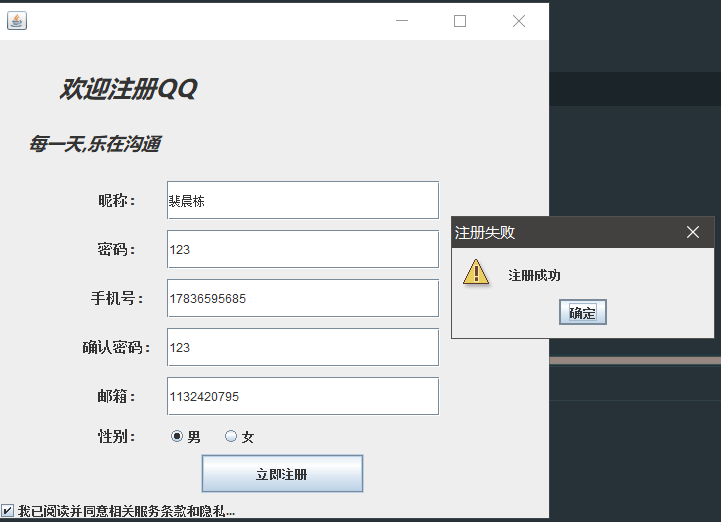 欢迎注册QQ
每一天,乐在沟通
昵称： 裴晨栋
密码： 123
手机号： 17836595685
确认密码： 123
邮箱： 1132420795
性别： 男 女
立即注册
我已阅读并同意相关服务条款和隐私...
注册失败
注册成功
确定